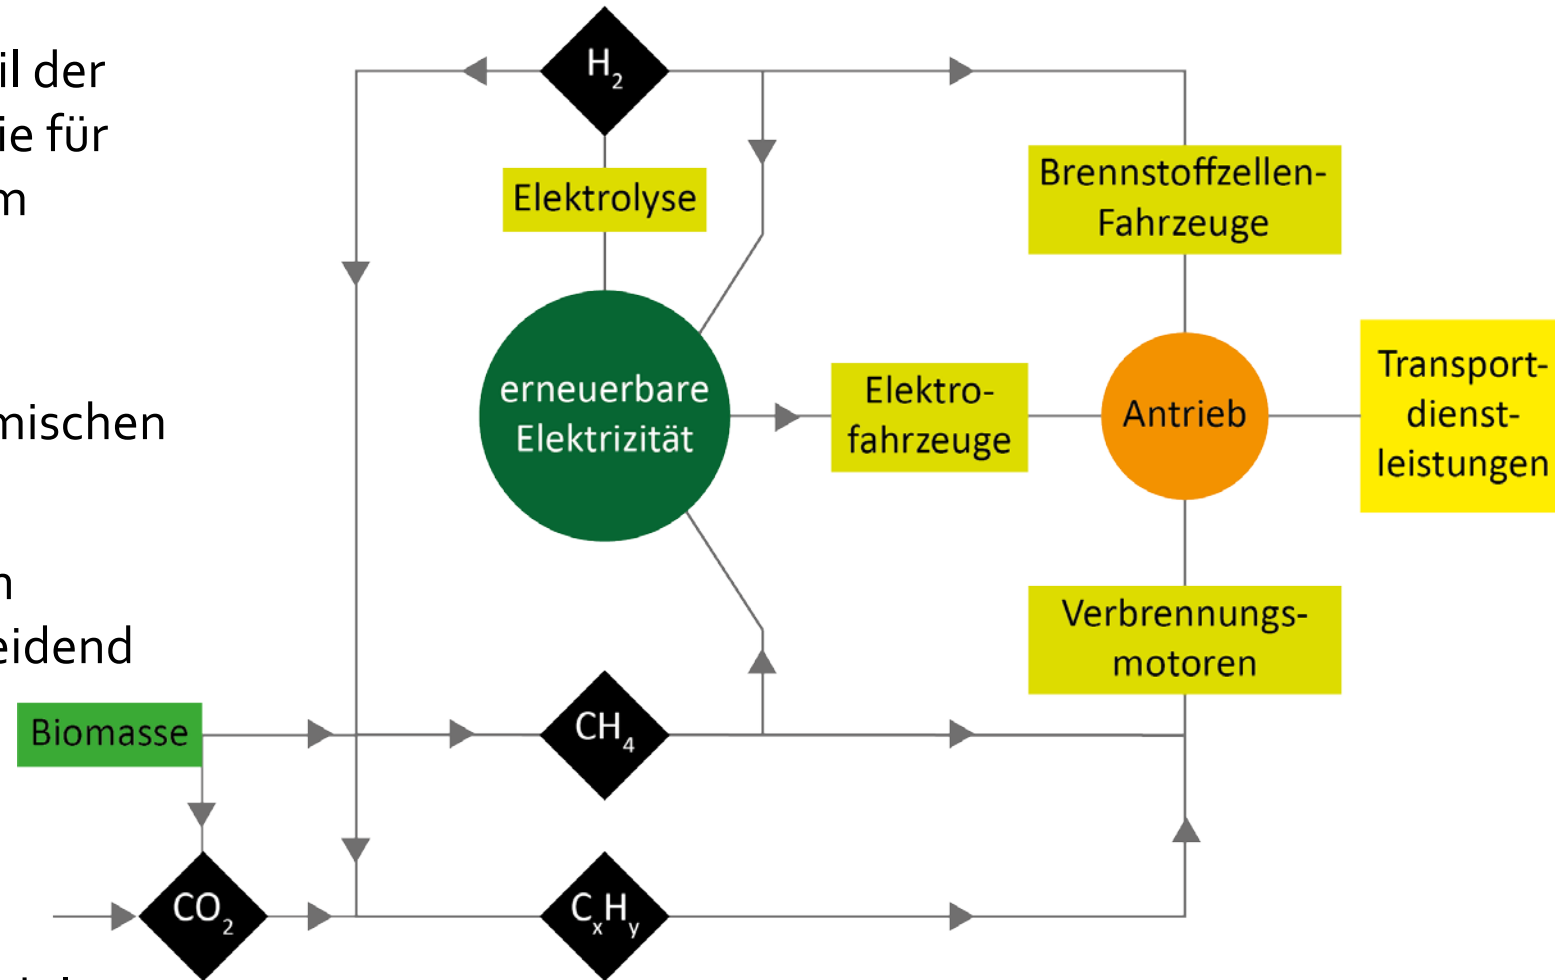 il der
ie für
m
mischen
n
eidend
H₂
Elektrolyse
Brennstoffzellen-
Fahrzeuge
erneuerbare
Elektrizität
Elektro-
fahrzeuge
Antrieb
Transport-
dienst-
leistungen
Verbrennungs-
motoren
Biomasse
CH₄
CO₂
CₓHᵧ